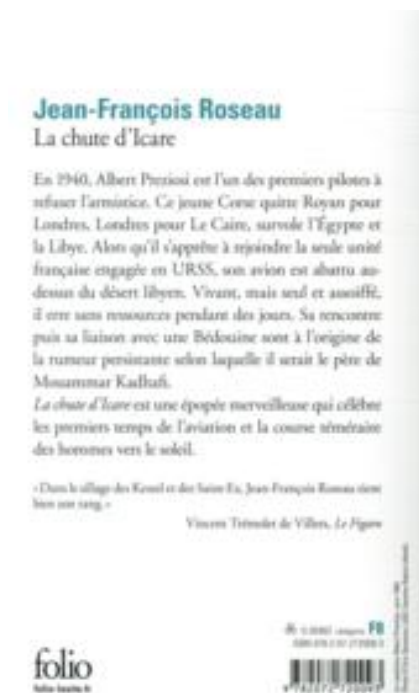 Jean-François Roseau
La chute d'Icare
En 1940, Albert Preziosi est l'un des premiers pilotes à
refuser l'armistice. Ce jeune Corse quitte Royan pour
Londres, Londres pour Le Caire, survole l'Égypte et
la Libye. Alors qu'il s'apprête à rejoindre la seule unité
française engagée en URSS, son avion est abattu au-
dessus du désert libyen. Vivant, mais seul et assoiffé,
il erre sans ressources pendant des jours. Sa rencontre
puis sa liaison avec une Bédouine sont à l'origine de
la rumeur persistante selon laquelle il serait le père de
Mouammar Kadhafi.
La chute d'Icare est une épopée merveilleuse qui célèbre
les premiers temps de l'aviation et la course téméraire
des hommes vers le soleil.
« Dans le sillage des Kessel et des Saint-Ex, Jean-François Roseau tient
bien son rang. »
Vincent Trémolet de Villers, Le Figaro
F8
folio